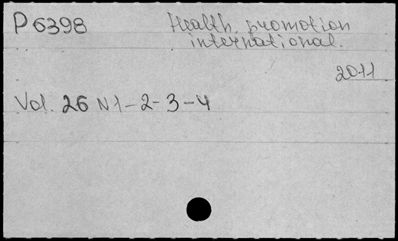 P 6398 Health promotion
international.
2011
Vol. 26 N 1-2-3-4